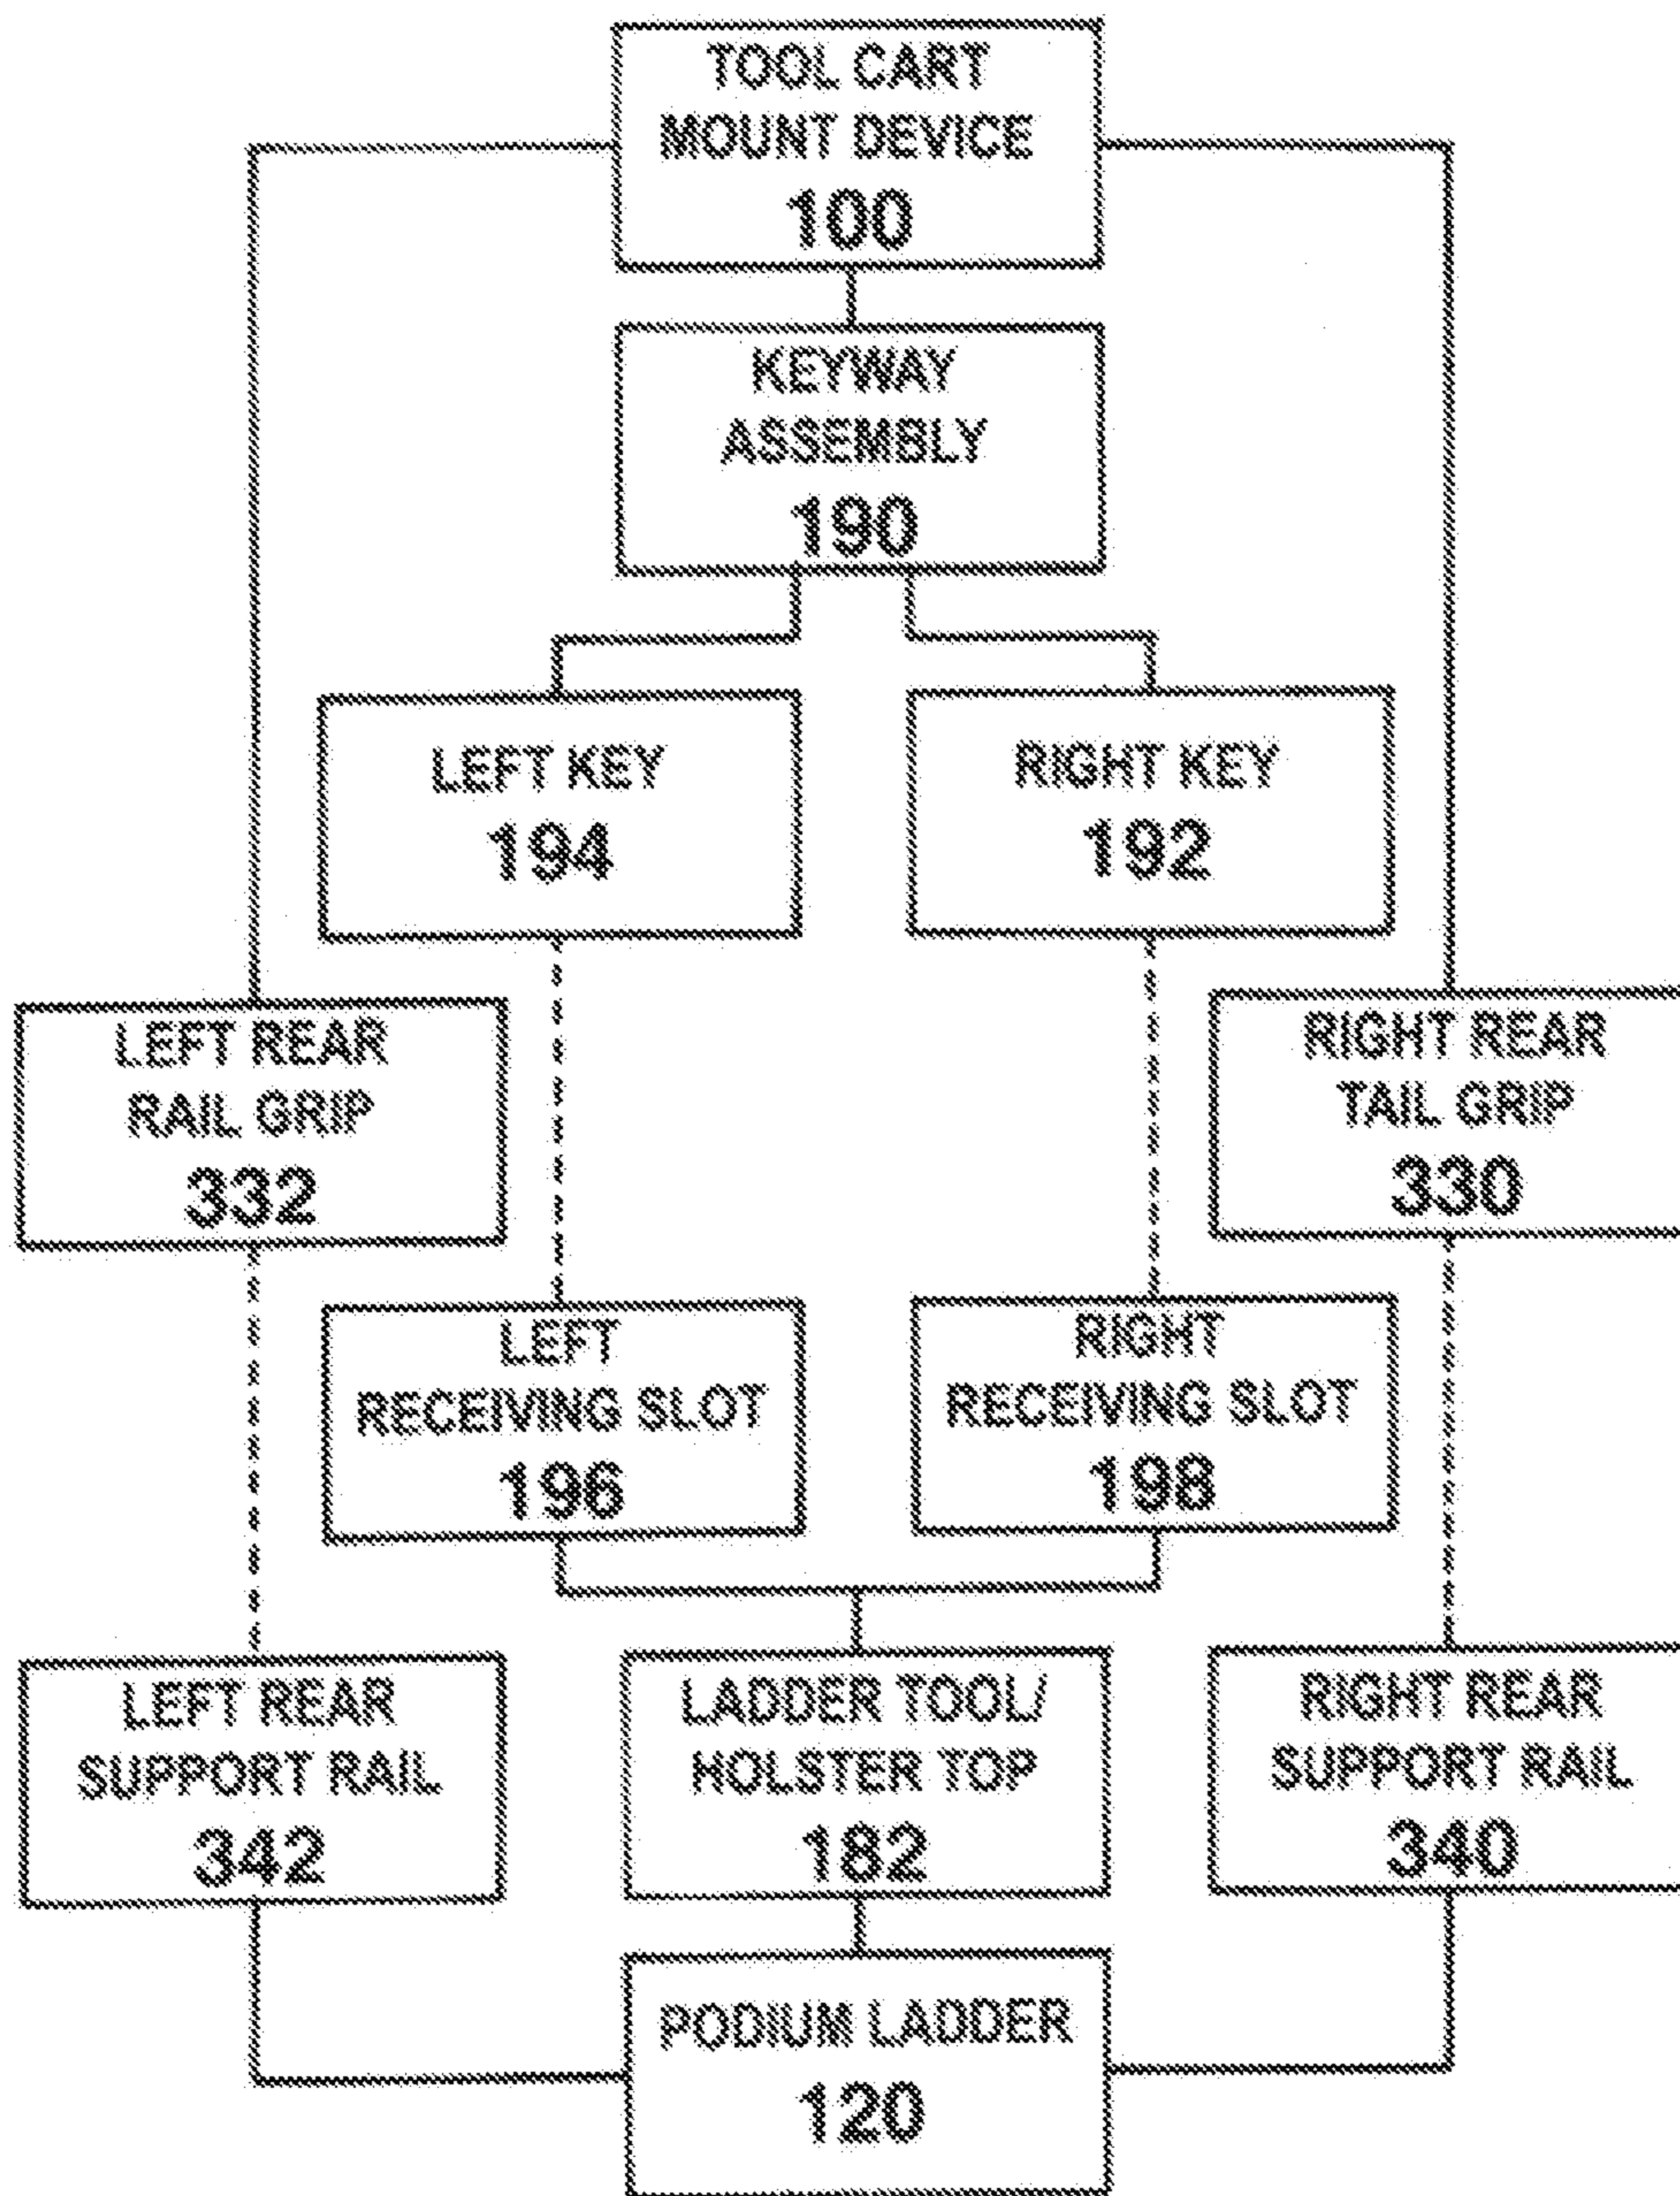 TOOL CART
MOUNT DEVICE
100
KEYWAY
ASSEMBLY
190
LEFT KEY
194
RIGHT KEY
192
LEFT REAR
RAIL GRIP
332
RIGHT REAR
TAIL GRIP
330
LEFT
RECEIVING SLOT
196
RIGHT
RECEIVING SLOT
198
LEFT REAR
SUPPORT RAIL
342
LADDER TOOL/
HOLSTER TOP
182
RIGHT REAR
SUPPORT RAIL
340
PODIUM LADDER
120